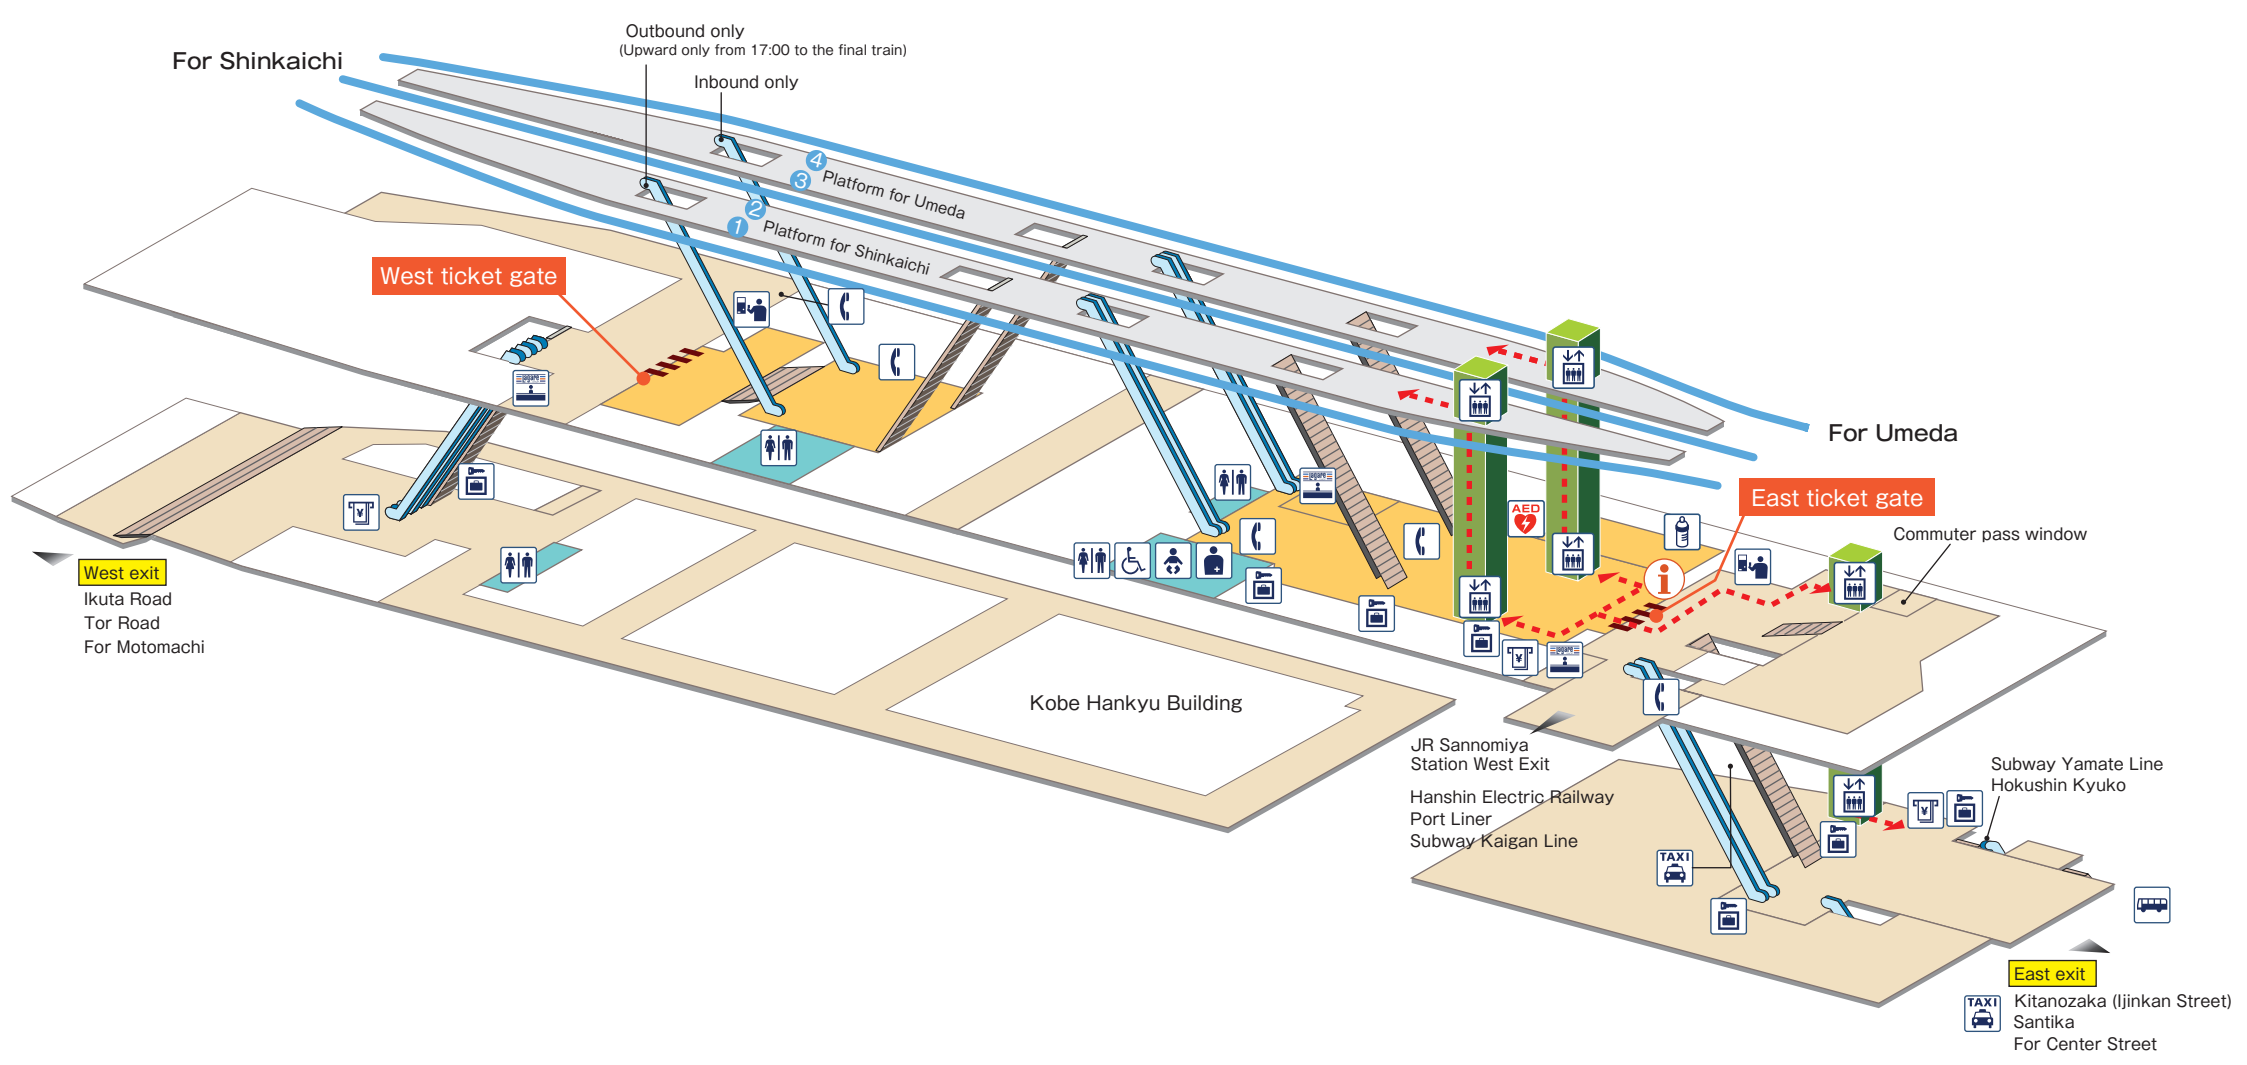 Outbound only
(Upward only from 17:00 to the final train)
For Shinkaichi
Inbound only
4
3
Platform for Umeda
2
1
Platform for Shinkaichi
West ticket gate
For Umeda
East ticket gate
AED
Commuter pass window
i
¥
West exit
Ikuta Road
Tor Road
For Motomachi
¥
Kobe Hankyu Building
JR Sannomiya
Station West Exit
Hanshin Electric Railway
Port Liner
Subway Kaigan Line
Subway Yamate Line
Hokushin Kyuko
¥
TAXI
East exit
TAXI
Kitanozaka (Ijinkan Street)
Santika
For Center Street